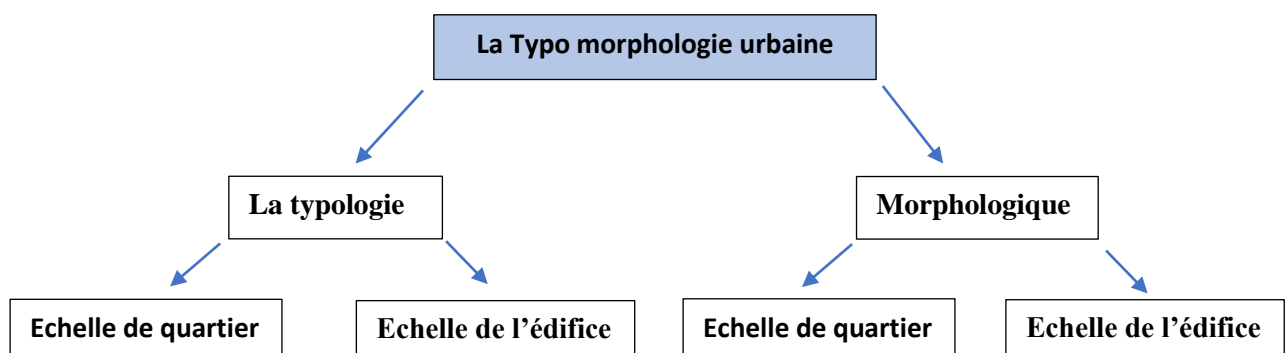 La Typo morphologie urbaine
La typologie
Morphologique
Echelle de quartier
Echelle de l’édifice
Echelle de quartier
Echelle de l’édifice